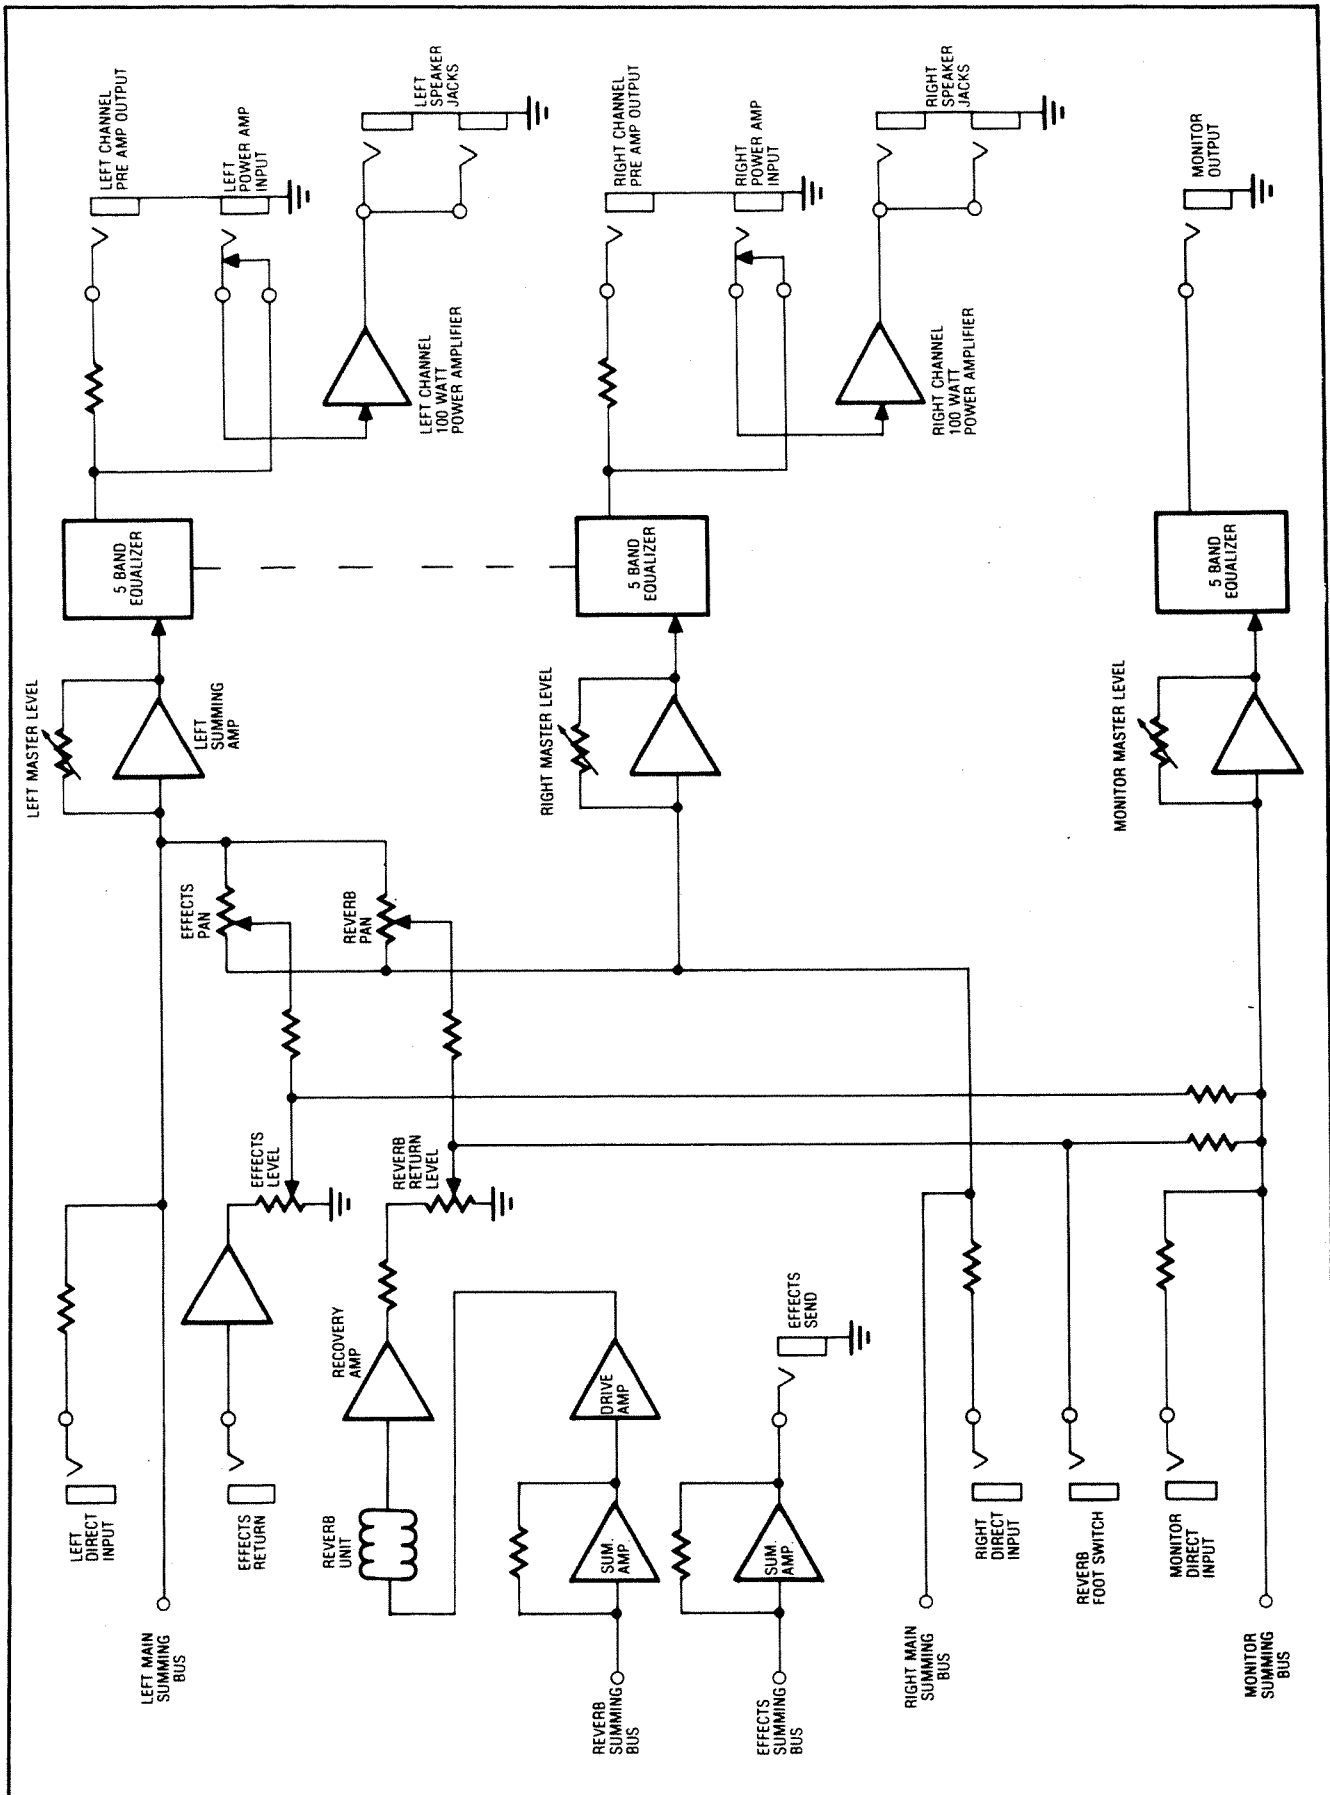 LEFT MAIN
SUMMING
BUS
LEFT
DIRECT
INPUT
EFFECTS
RETURN
EFFECTS
LEVEL
LEFT MASTER LEVEL
LEFT
SUMMING
AMP
EFFECTS
PAN
5 BAND
EQUALIZER
LEFT CHANNEL
PRE AMP OUTPUT
LEFT
POWER AMP
INPUT
LEFT
SPEAKER
JACKS
LEFT CHANNEL
100 WATT
POWER AMPLIFIER
REVERB
UNIT
RECOVERY
AMP
REVERB
RETURN
LEVEL
REVERB
PAN
REVERB
SUMMING
BUS
SUM.
AMP.
DRIVE
AMP
RIGHT MASTER LEVEL
5 BAND
EQUALIZER
RIGHT CHANNEL
PRE AMP OUTPUT
RIGHT
POWER AMP
INPUT
RIGHT
SPEAKER
JACKS
RIGHT CHANNEL
100 WATT
POWER AMPLIFIER
EFFECTS
SUMMING
BUS
SUM.
AMP.
EFFECTS
SEND
RIGHT MAIN
SUMMING
BUS
RIGHT
DIRECT
INPUT
REVERB
FOOT SWITCH
MONITOR
DIRECT
INPUT
MONITOR
SUMMING
BUS
MONITOR MASTER LEVEL
5 BAND
EQUALIZER
MONITOR
OUTPUT